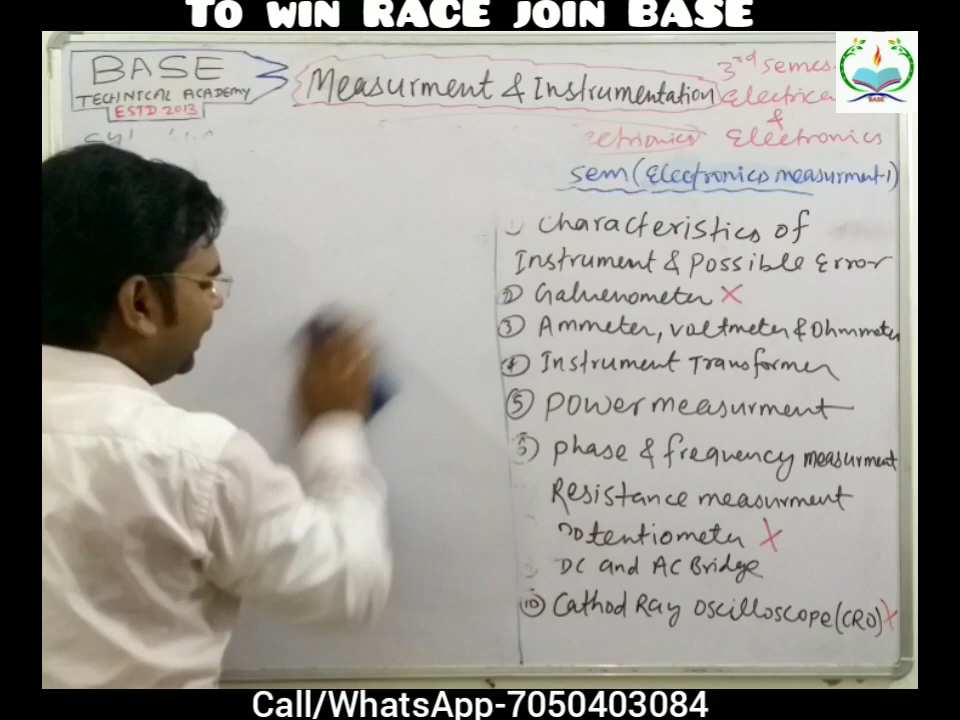 TO WIN RACE JOIN BASE
BASE
TECHNICAL ACADEMY
ESTD 2013
Measurment & Instrumentation
3rd semes
Electrica
&
Electronics
sem (Electronics measurment-1)
BASE
Characteristics of
Instrument & Possible Error
② Galvenometer X
③ Ammeter, voltmeter & Ohmmeter
④ Instrument Transformer
⑤ Power measurment
⑥ phase & frequency measurment
Resistance measurment
Potentiometer X
DC and AC Bridge
⑩ Cathod Ray Oscilloscope (CRO) X
Call/WhatsApp-7050403084